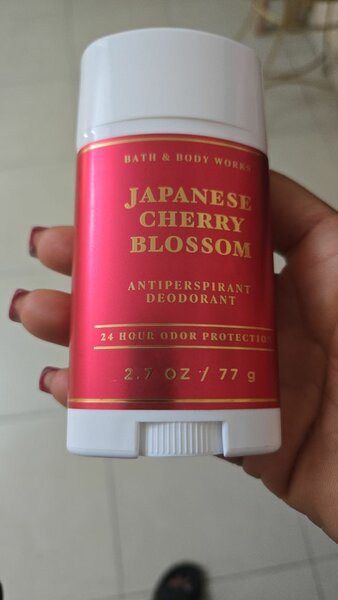 BATH & BODY WORKS
JAPANESE
CHERRY
BLOSSOM
ANTIPERSPIRANT
DEODORANT
24 HOUR ODOR PROTECTION
2.7 OZ / 77 g